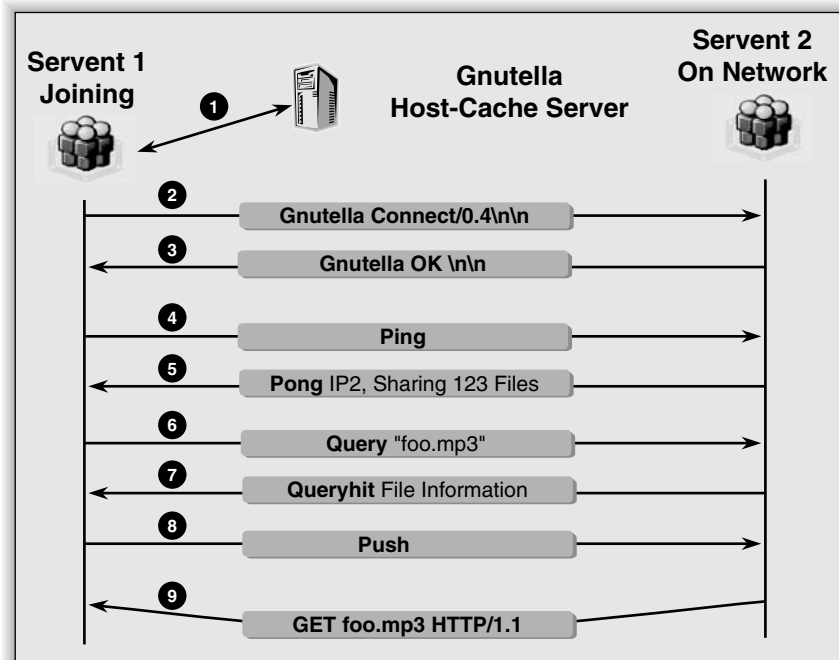 Servent 1
Joining
Gnutella
Host-Cache Server
Servent 2
On Network
1
2
Gnutella Connect/0.4\n\n
3
Gnutella OK \n\n
4
Ping
5
Pong IP2, Sharing 123 Files
6
Query "foo.mp3"
7
Queryhit File Information
8
Push
9
GET foo.mp3 HTTP/1.1